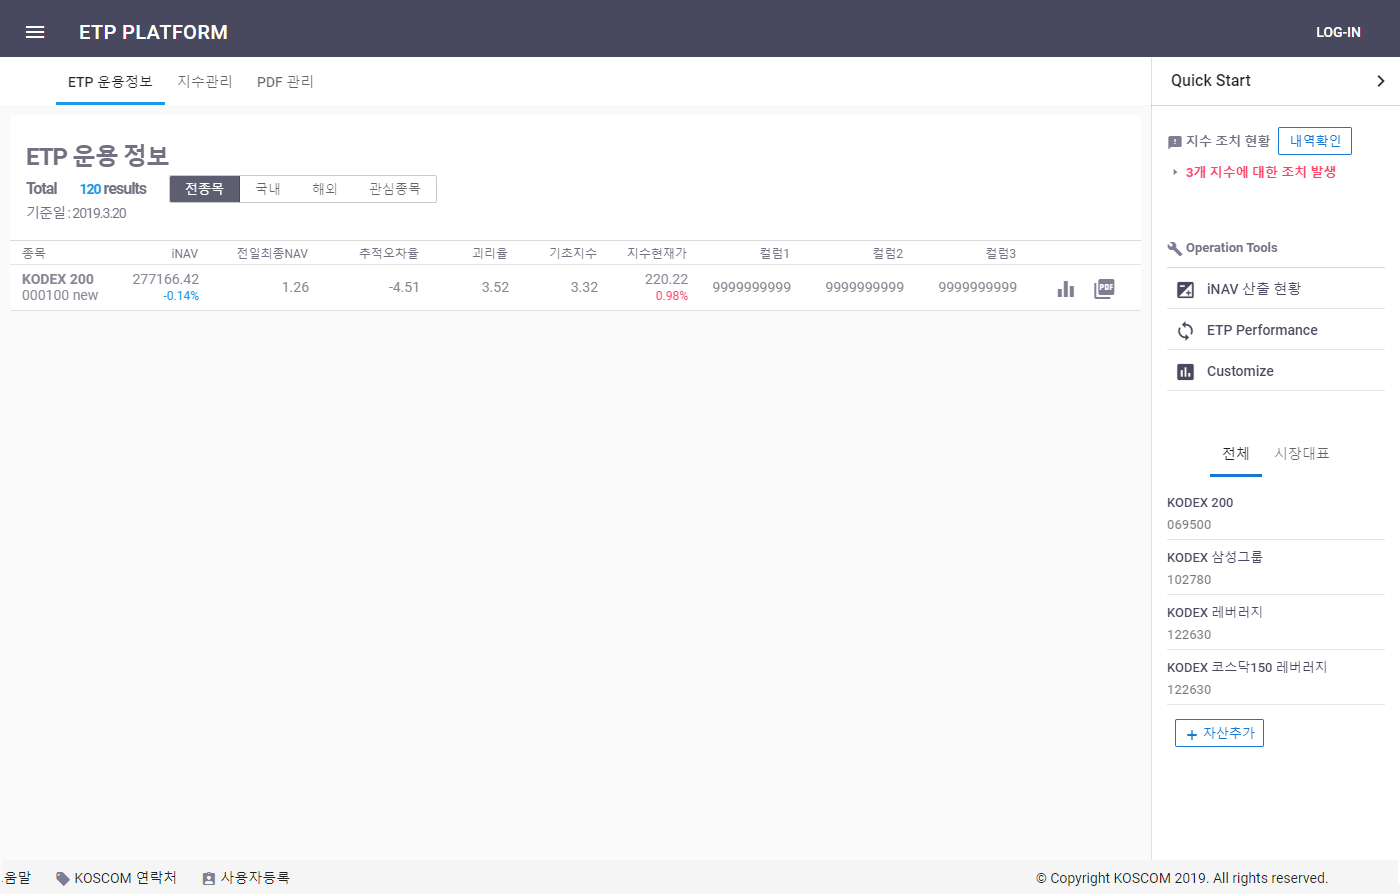 ETP PLATFORM
LOG-IN
ETP 운용정보 지수관리 PDF 관리
Quick Start
ETP 운용 정보
Total 120 results 전종목 국내 해외 관심종목
기준일 : 2019.3.20
종목 iNAV 전일최종NAV 추적오차율 괴리율 기초지수 지수현재가 컬럼1 컬럼2 컬럼3
KODEX 200 277166.42 1.26 -4.51 3.52 3.32 220.22 9999999999 9999999999 9999999999
000100 new -0.14% 0.98%
PDF
지수 조치 현황 내역확인
3개 지수에 대한 조치 발생
Operation Tools
iNAV 산출 현황
ETP Performance
Customize
전체 시장대표
KODEX 200
069500
KODEX 삼성그룹
102780
KODEX 레버러지
122630
KODEX 코스닥150 레버러지
122630
+ 자산추가
움말 KOSCOM 연락처 사용자등록
© Copyright KOSCOM 2019. All rights reserved.